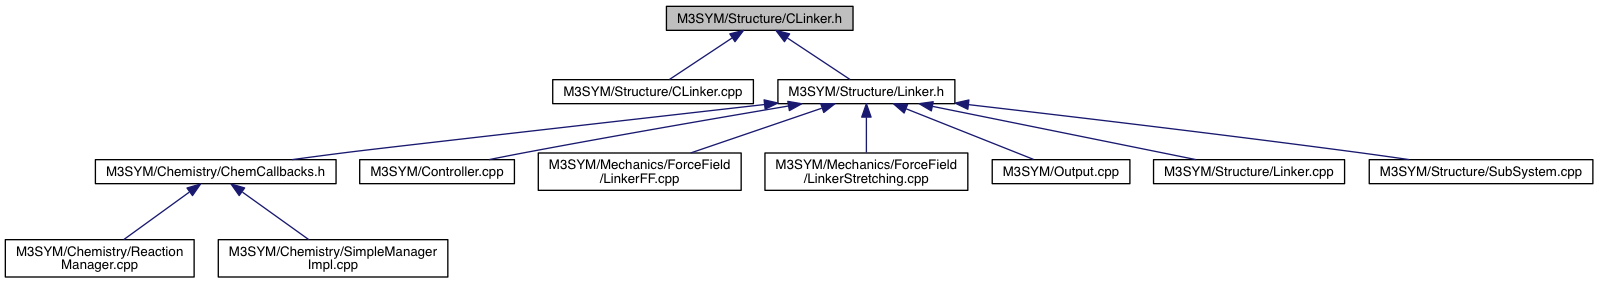 M3SYM/Structure/CLinker.h
M3SYM/Structure/CLinker.cpp
M3SYM/Structure/Linker.h
M3SYM/Chemistry/ChemCallbacks.h
M3SYM/Controller.cpp
M3SYM/Mechanics/ForceField
/LinkerFF.cpp
M3SYM/Mechanics/ForceField
/LinkerStretching.cpp
M3SYM/Output.cpp
M3SYM/Structure/Linker.cpp
M3SYM/Structure/SubSystem.cpp
M3SYM/Chemistry/Reaction
Manager.cpp
M3SYM/Chemistry/SimpleManager
Impl.cpp